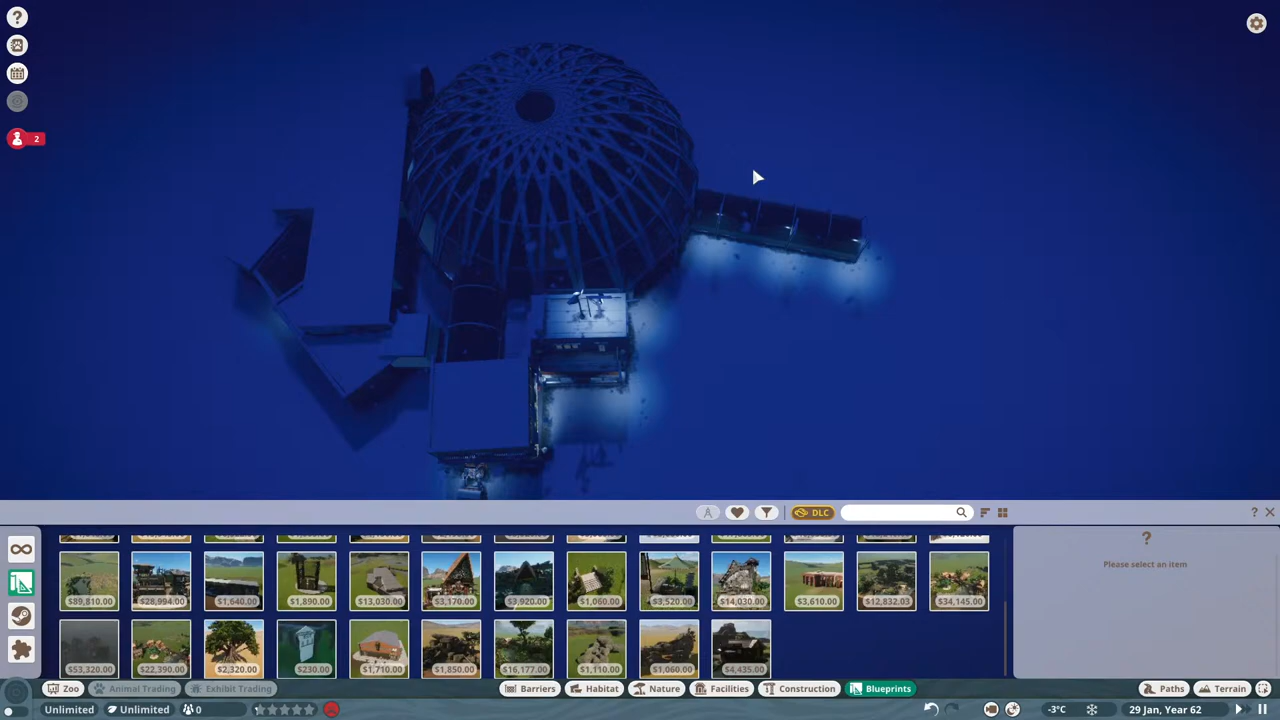 ?
2
DLC
?
$89,810.00
$28,994.00
$1,640.00
$1,890.00
$13,030.00
$3,170.00
$3,920.00
$1,060.00
$3,520.00
$14,030.00
$3,610.00
$12,832.03
$34,145.00
$53,320.00
$22,390.00
$2,320.00
$230.00
$1,710.00
$1,850.00
$16,177.00
$1,110.00
$1,060.00
$4,435.00
?
Please select an item
Zoo
Animal Trading
Exhibit Trading
Barriers
Habitat
Nature
Facilities
Construction
Blueprints
Paths
Terrain
Unlimited
Unlimited
0
-3°C
29 Jan, Year 62